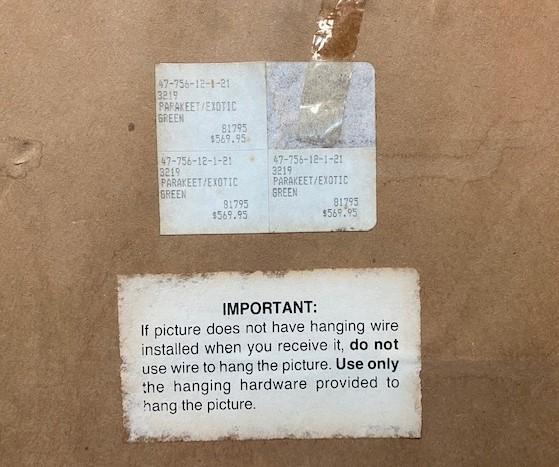 47-756-12-1-21
3219
PARAKEET/EXOTIC
GREEN
81795
$569.95
47-756-12-1-21
3219
PARAKEET/EXOTIC
GREEN
81795
$569.95
47-756-12-1-21
3219
PARAKEET/EXOTIC
GREEN
81795
$569.95
IMPORTANT:
If picture does not have hanging wire
installed when you receive it, do not
use wire to hang the picture. Use only
the hanging hardware provided to
hang the picture.